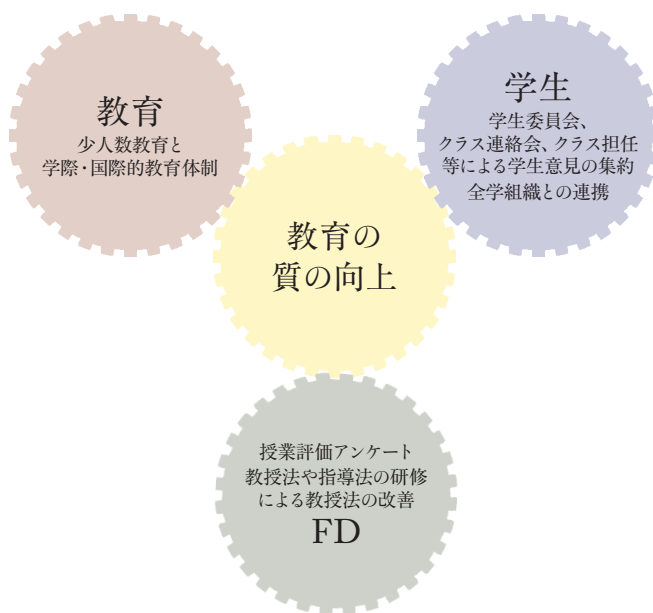 教育
少人数教育と
学際・国際的教育体制
学生
学生委員会、
クラス連絡会、クラス担任
等による学生意見の集約
全学組織との連携
教育の
質の向上
授業評価アンケート
教授法や指導法の研修
による教授法の改善
FD